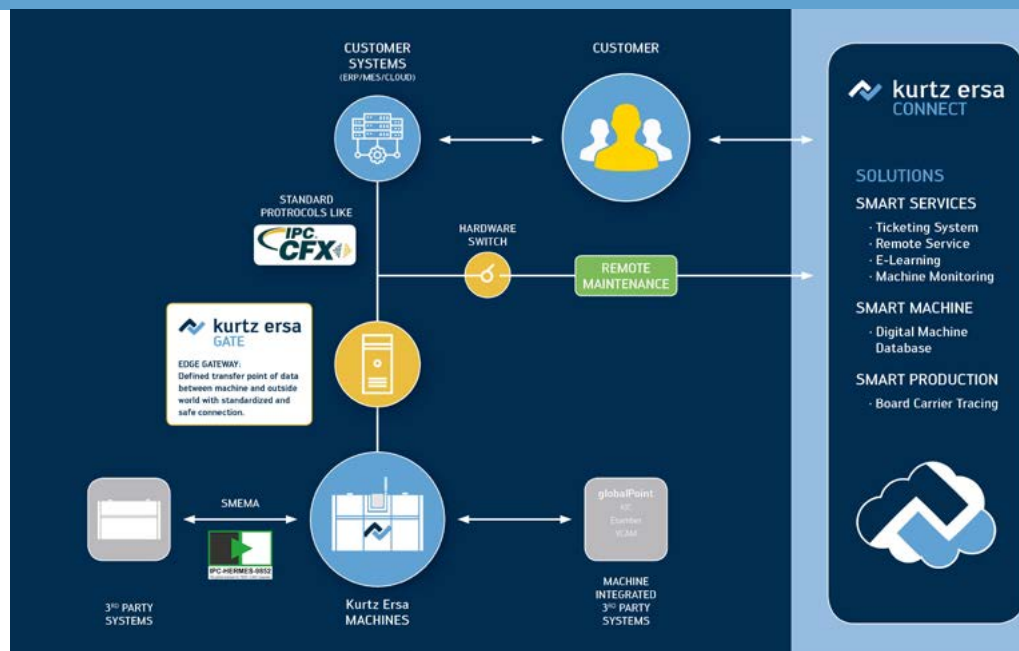 CUSTOMER
SYSTEMS
(ERP/MES/CLOUD)
CUSTOMER
STANDARD
PROTROCOLS LIKE
IPC.
CFX
HARDWARE
SWITCH
REMOTE
MAINTENANCE
kurtz ersa
GATE
EDGE GATEWAY:
Defined transfer point of data
between machine and outside
world with standardized and
safe connection.
SMEMA
IPC-HERMES-9852
3RD PARTY
SYSTEMS
Kurtz Ersa
MACHINES
globalPoint
MACHINE
INTEGRATED
3RD PARTY
SYSTEMS
kurtz ersa
CONNECT
SOLUTIONS
SMART SERVICES
· Ticketing System
· Remote Service
· E-Learning
· Machine Monitoring
SMART MACHINE
· Digital Machine
Database
SMART PRODUCTION
· Board Carrier Tracing